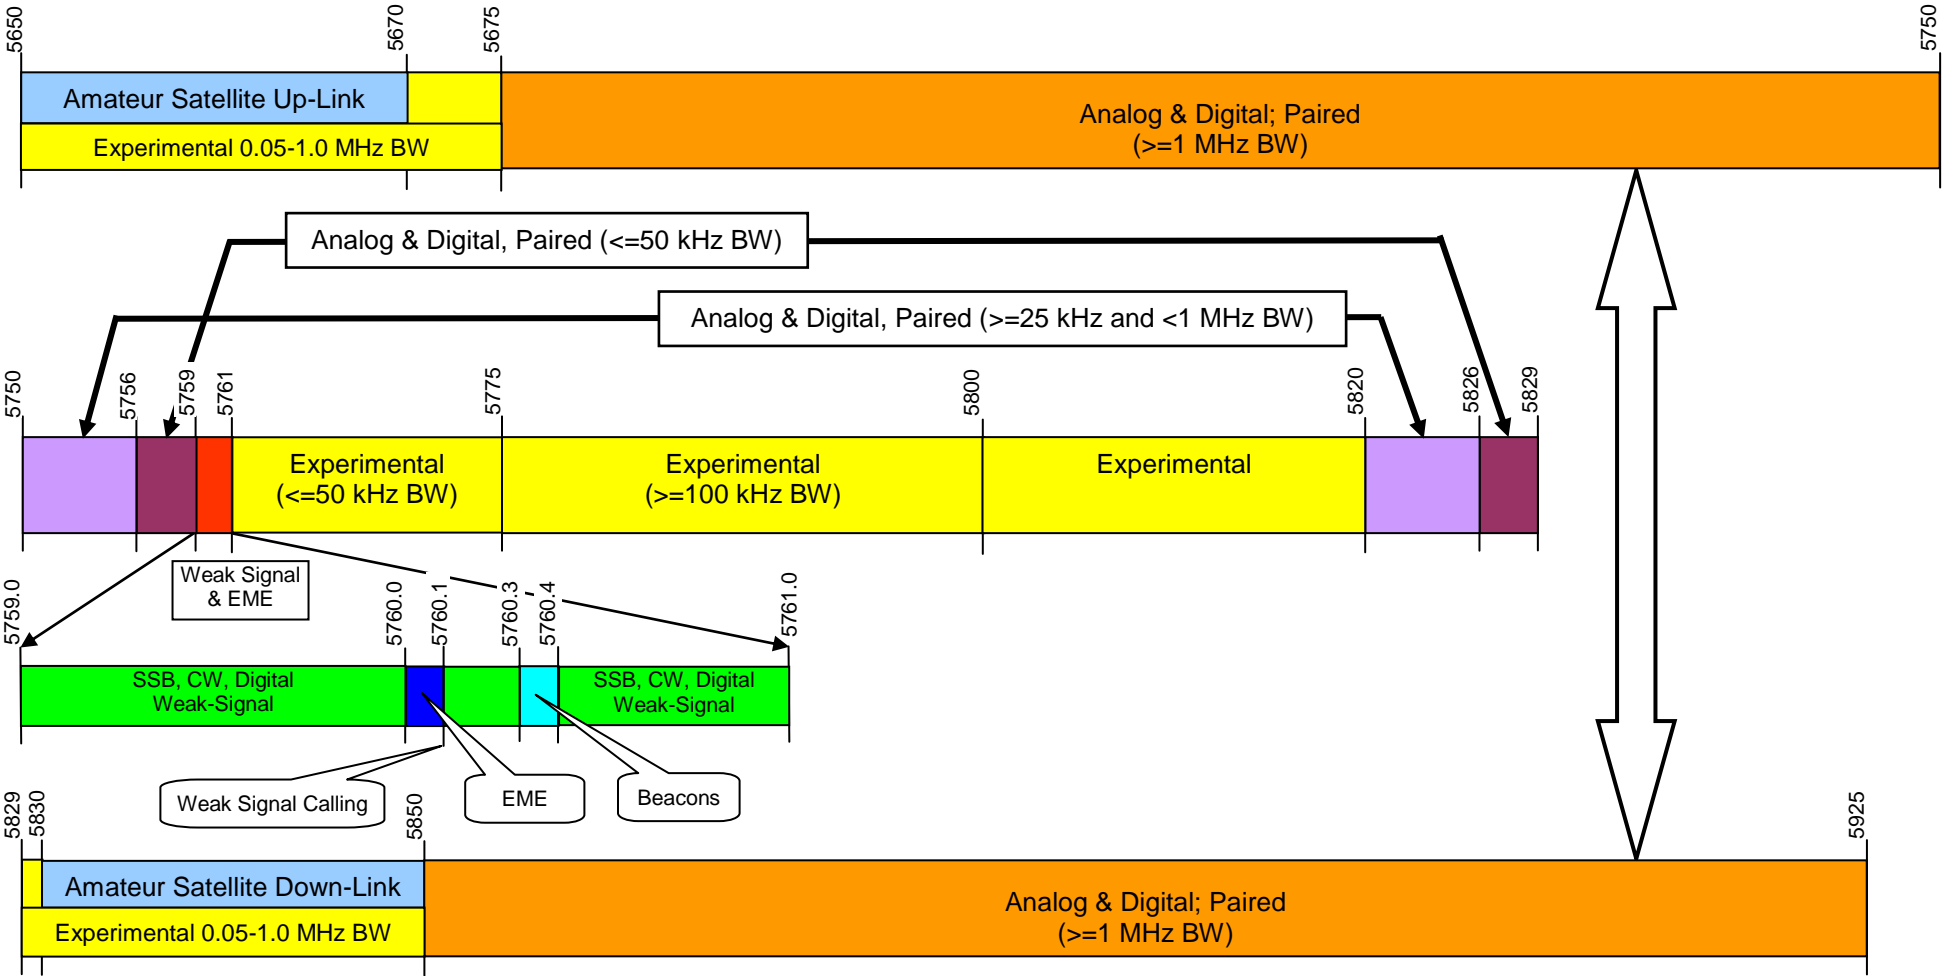 5650
5670
5675
5750
Amateur Satellite Up-Link
Experimental 0.05-1.0 MHz BW
Analog & Digital; Paired
(>=1 MHz BW)
Analog & Digital, Paired (<=50 kHz BW)
Analog & Digital, Paired (>=25 kHz and <1 MHz BW)
5750
5756
5759
5761
5775
5800
5820
5826
5829
Experimental
(<=50 kHz BW)
Experimental
(>=100 kHz BW)
Experimental
Weak Signal
& EME
5759.0
5760.0
5760.1
5760.3
5760.4
5761.0
SSB, CW, Digital
Weak-Signal
SSB, CW, Digital
Weak-Signal
Weak Signal Calling
EME
Beacons
5829
5830
5850
5925
Amateur Satellite Down-Link
Experimental 0.05-1.0 MHz BW
Analog & Digital; Paired
(>=1 MHz BW)